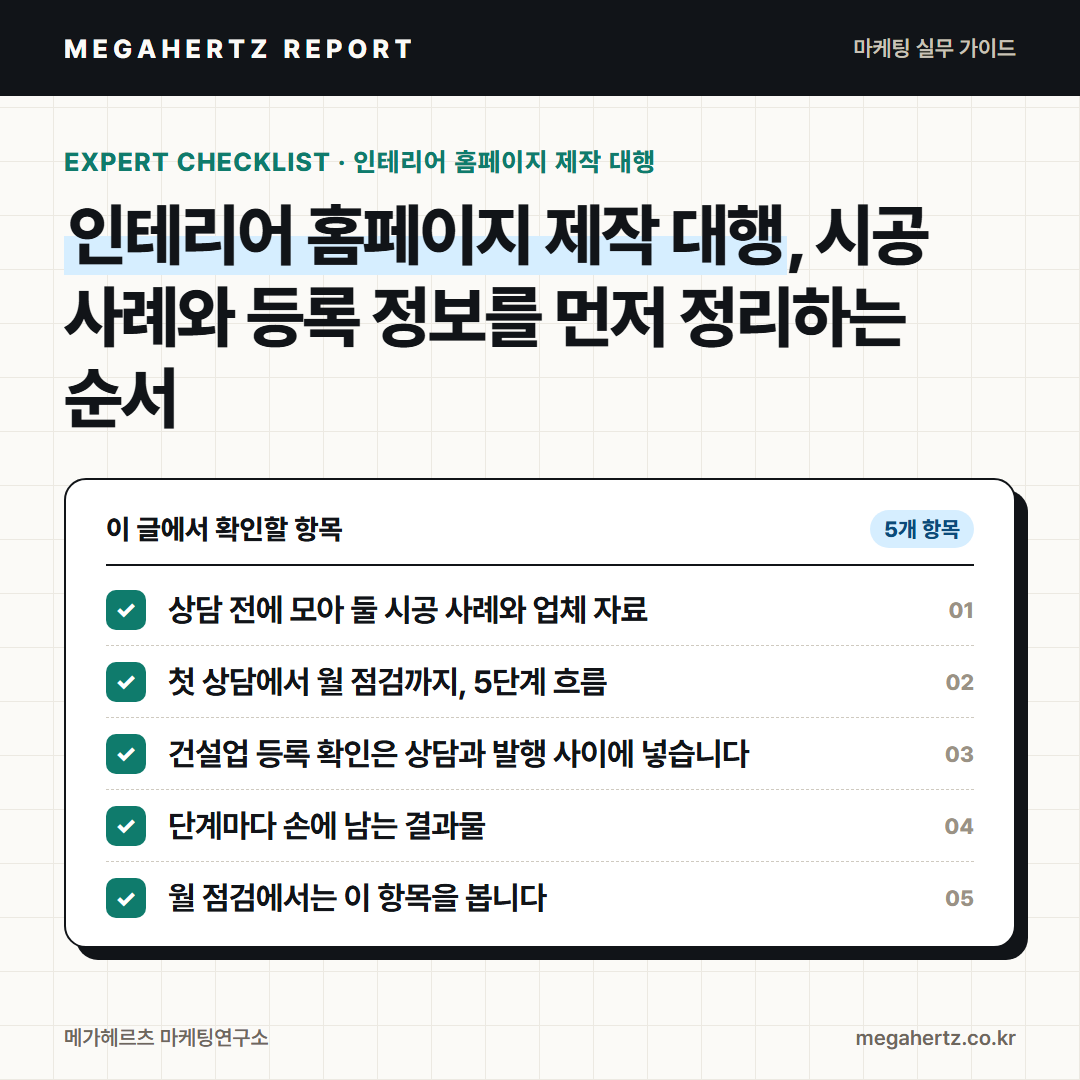 MEGAHERTZ REPORT
마케팅 실무 가이드
EXPERT CHECKLIST · 인테리어 홈페이지 제작 대행
인테리어 홈페이지 제작 대행, 시공
사례와 등록 정보를 먼저 정리하는
순서
이 글에서 확인할 항목
5개 항목
상담 전에 모아 둘 시공 사례와 업체 자료
01
첫 상담에서 월 점검까지, 5단계 흐름
02
건설업 등록 확인은 상담과 발행 사이에 넣습니다
03
단계마다 손에 남는 결과물
04
월 점검에서는 이 항목을 봅니다
05
메가헤르츠 마케팅연구소
megahertz.co.kr